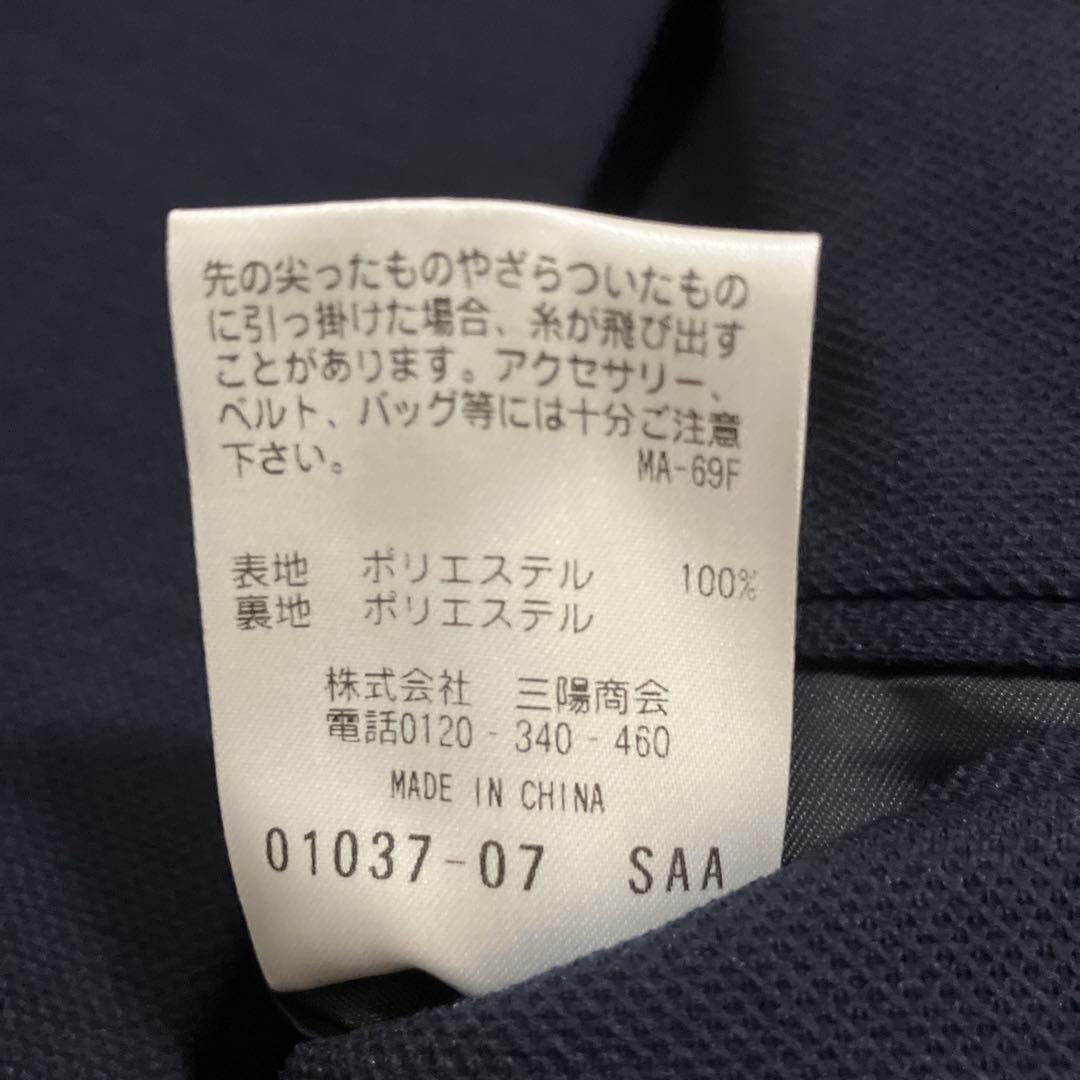 先の尖ったものやざらついたもの
に引っ掛けた場合、糸が飛び出す
ことがあります。アクセサリー、
ベルト、バッグ等には十分ご注意
下さい。 MA-69F
表地 ポリエステル 100%
裏地 ポリエステル
株式会社 三陽商会
電話0120-340-460
MADE IN CHINA
01037-07 SAA